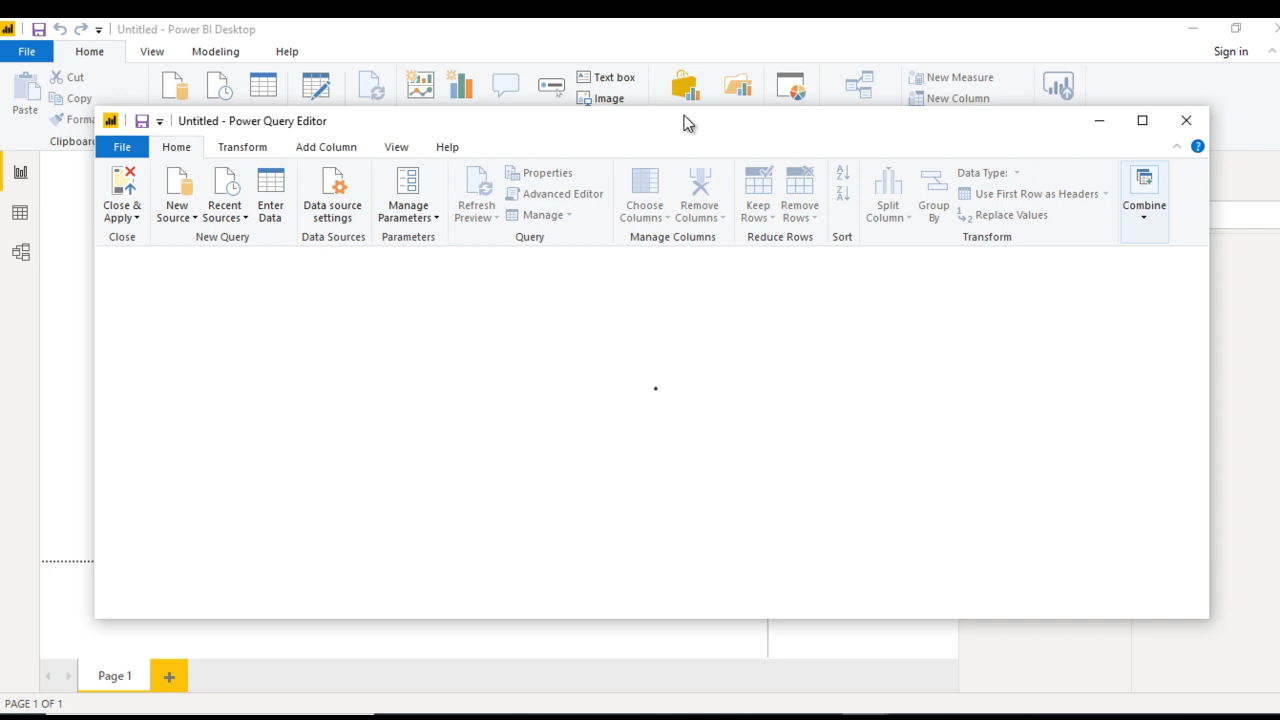 Untitled - Power BI Desktop
File Home View Modeling Help Sign in
Paste Cut Copy Forma Clipboard
Text box Image
New Measure New Column
Untitled - Power Query Editor
File Home Transform Add Column View Help
Close & Apply
New Source
Recent Sources
Enter Data
Data source settings
Manage Parameters
Refresh Preview
Properties
Advanced Editor
Manage
Choose Columns
Remove Columns
Keep Rows
Remove Rows
Split Column
Group By
Data Type:
Use First Row as Headers
Replace Values
Combine
Close New Query Data Sources Parameters Query Manage Columns Reduce Rows Sort Transform
Page 1
PAGE 1 OF 1